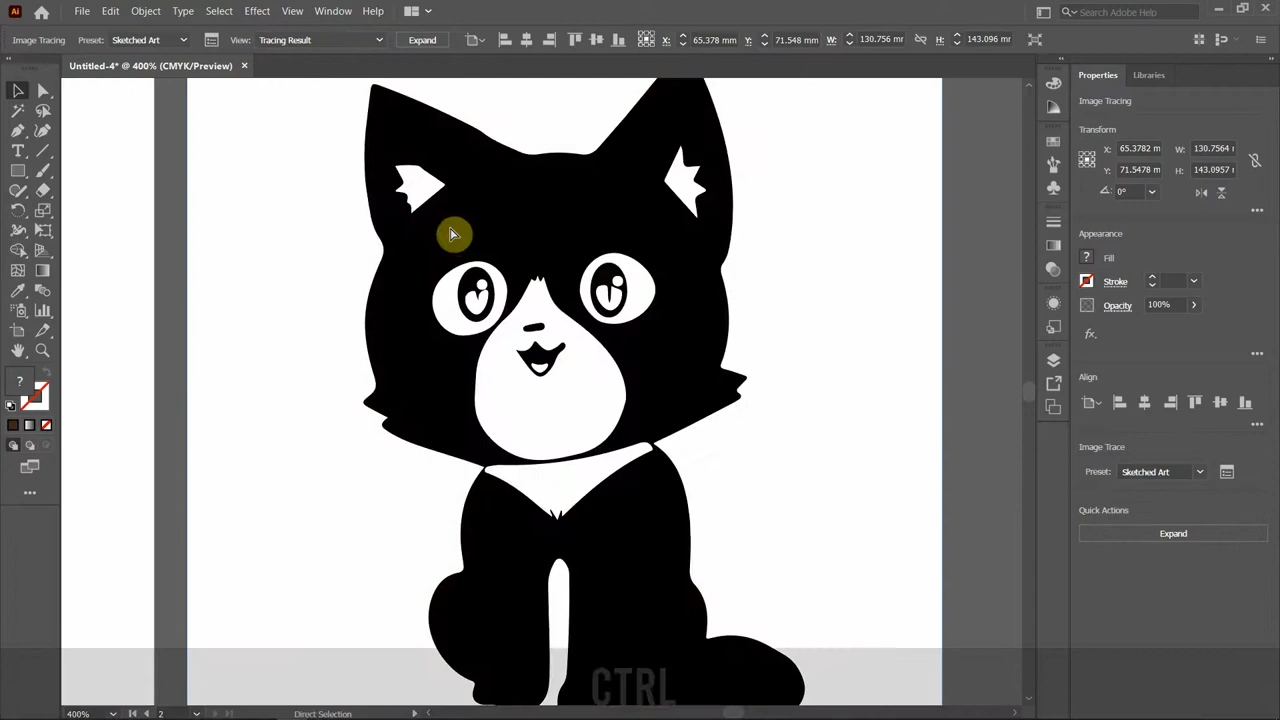 Ai File Edit Object Type Select Effect View Window Help Search Adobe Help
Image Tracing Preset: Sketched Art View: Tracing Result Expand X: 65.378 mm Y: 71.548 mm W: 130.756 mm H: 143.096 mm
Untitled-4* @ 400% (CMYK/Preview)
Properties Libraries
Image Tracing
Transform
X: 65.3782 m W: 130.7564 m
Y: 71.5478 m H: 143.0957 m
0°
Appearance
? Fill
Stroke
Opacity 100%
fx.
Align
?
Image Trace
Preset: Sketched Art
Quick Actions
Expand
CTRL
400% 2 Direct Selection